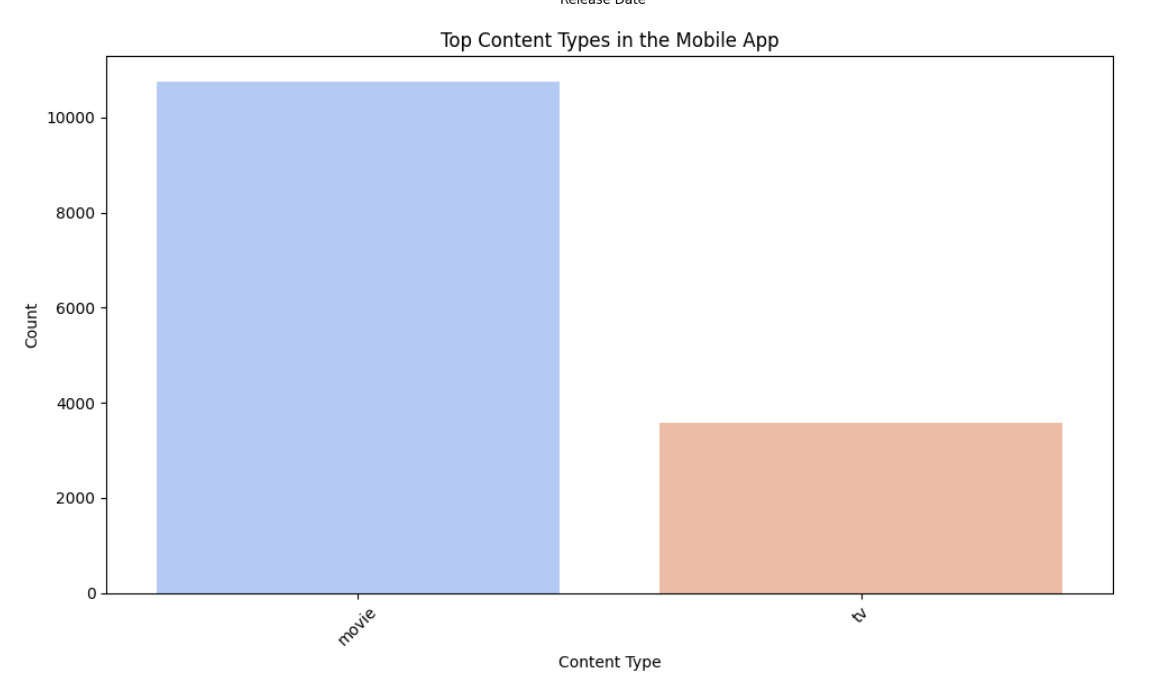 Release Date
Top Content Types in the Mobile App
10000
8000
6000
4000
2000
0
Count
movie
tv
Content Type